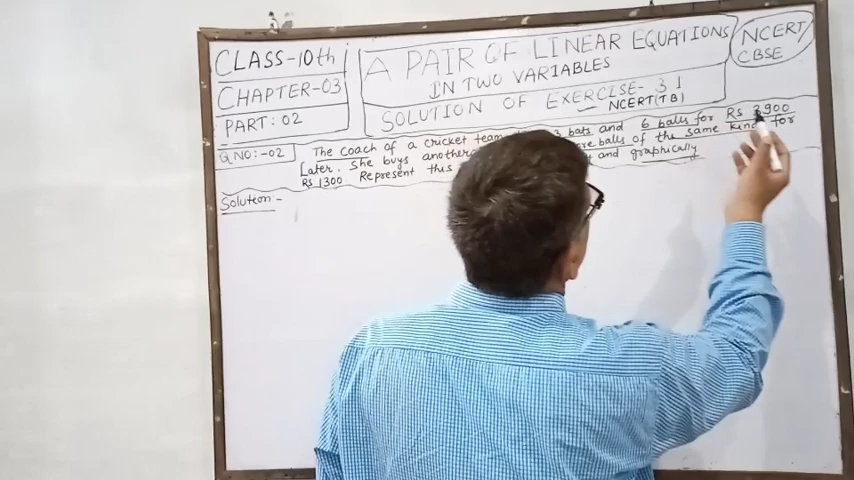 CLASS-10th
CHAPTER-03
PART: 02
A PAIR OF LINEAR EQUATIONS
IN TWO VARIABLES
SOLUTION OF EXERCISE- 3 1
NCERT(TB)
NCERT/
CBSE
Q NO:-02 The coach of a cricket team 3 bats and 6 balls for RS 3900
Later. She buys another balls of the same kind for
RS 1300 Represent this and graphically
Solution -